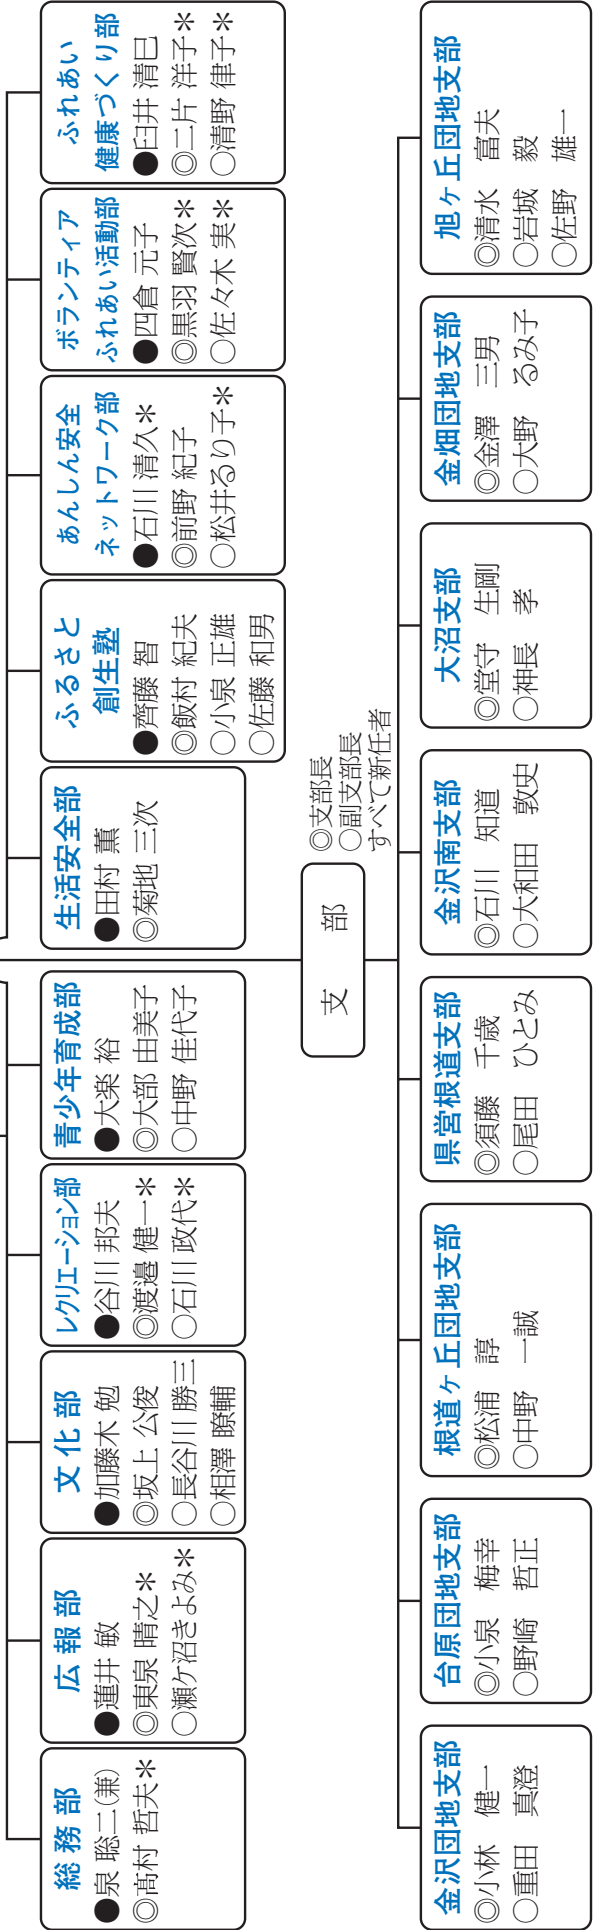 総務部
●泉 聡二(兼)
◎髙村 哲夫＊
広報部
●蓮井 敏
◎東泉 晴之＊
○瀬ケ沼きよみ＊
文化部
●加藤木 勉
◎坂上 公俊
○長谷川 勝三
○相澤 瞭輔
レクリエーション部
●谷川 邦夫
◎渡邉 健一＊
○石川 政代＊
青少年育成部
●大楽 裕
◎大部 由美子
○中野 佳代子
生活安全部
●田村 薫
◎菊地 三次
ふるさと
創生塾
●齊藤 智
◎飯村 紀夫
○小泉 正雄
○佐藤 和男
あんしん安全
ネットワーク部
●石川 清久＊
◎前野 紀子
○松井るり子＊
ボランティア
ふれあい活動部
●四倉 元子
◎黒羽 賢次＊
○佐々木 実＊
ふれあい
健康づくり部
●臼井 清巳
◎二片 洋子＊
○清野 律子＊
支 部
◎支部長
○副支部長
すべて新任者
金沢団地支部
◎小林 健一
○重田 真澄
台原団地支部
◎小泉 梅幸
○野崎 哲正
根道ヶ丘団地支部
◎松浦 諄
○中野 一誠
県営根道支部
◎須藤 千歳
○尾田 ひとみ
金沢南支部
◎石川 知道
○大和田 敦史
大沼支部
◎堂守 生剛
○神長 孝
金畑団地支部
◎金澤 三男
○大野 るみ子
旭ヶ丘団地支部
◎清水 富夫
○岩城 毅
○佐野 雄一